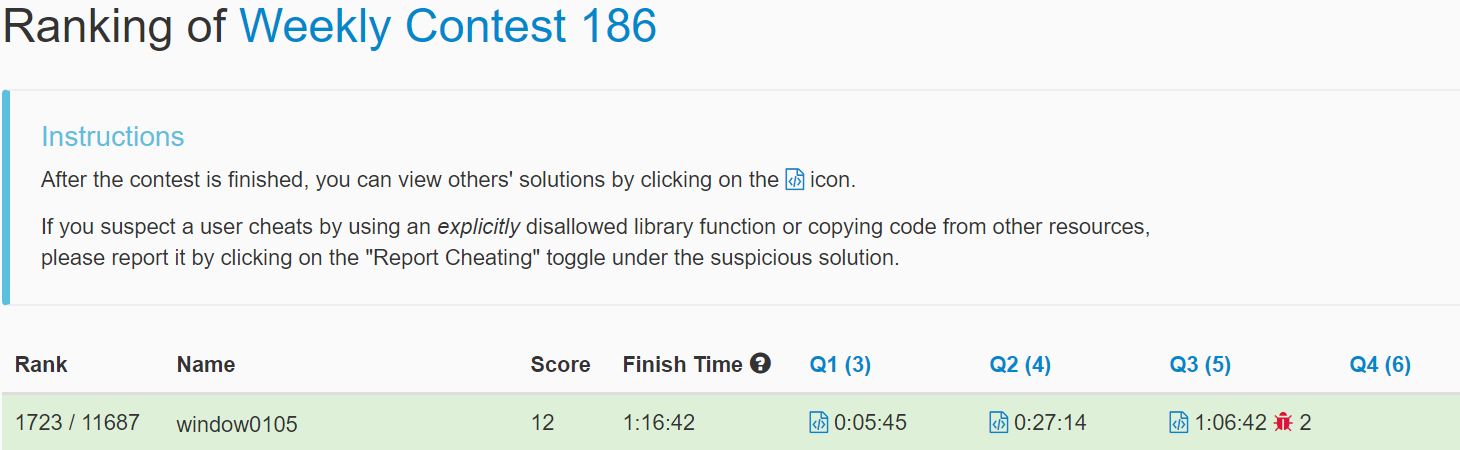 Ranking of Weekly Contest 186
Instructions
After the contest is finished, you can view others' solutions by clicking on the icon.
If you suspect a user cheats by using an explicitly disallowed library function or copying code from other resources,
please report it by clicking on the "Report Cheating" toggle under the suspicious solution.
Rank Name Score Finish Time ? Q1 (3) Q2 (4) Q3 (5) Q4 (6)
1723 / 11687 window0105 12 1:16:42 0:05:45 0:27:14 1:06:42 2